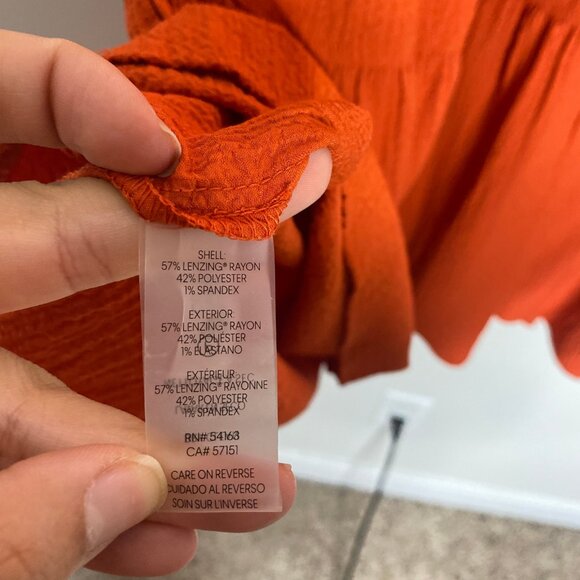 SHELL:
57% LENZING® RAYON
42% POLYESTER
1% SPANDEX
EXTERIOR:
57% LENZING® RAYON
42% POLIÉSTER
1% ELASTANO
EXTÉRIEUR:
57% LENZING® RAYONNE
42% POLYESTER
1% SPANDEX
RN# 54163
CA# 57151
CARE ON REVERSE
CUIDADO AL REVERSO
SOIN SUR L'INVERSE